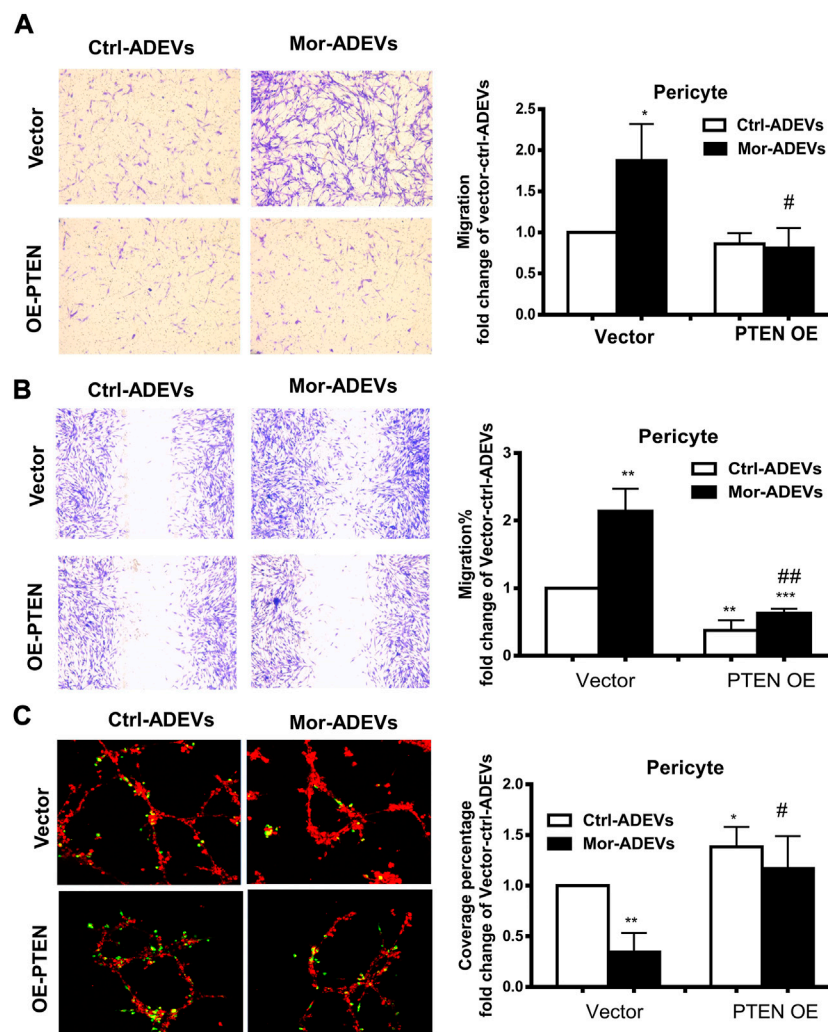 A
Ctrl-ADEVs
Mor-ADEVs
Vector
OE-PTEN
Pericyte
Migration
fold change of vector-ctrl-ADEVs
2.5
2.0
1.5
1.0
0.5
0.0
Ctrl-ADEVs
Mor-ADEVs
*
#
Vector
PTEN OE
B
Ctrl-ADEVs
Mor-ADEVs
Vector
OE-PTEN
Pericyte
Migration%
fold change of Vector-ctrl-ADEVs
3
2
1
0
Ctrl-ADEVs
Mor-ADEVs
**
**
##
***
Vector
PTEN OE
C
Ctrl-ADEVs
Mor-ADEVs
Vector
OE-PTEN
Pericyte
Coverage percentage
fold change of Vector-ctrl-ADEVs
2.0
1.5
1.0
0.5
0.0
Ctrl-ADEVs
Mor-ADEVs
**
*
#
Vector
PTEN OE